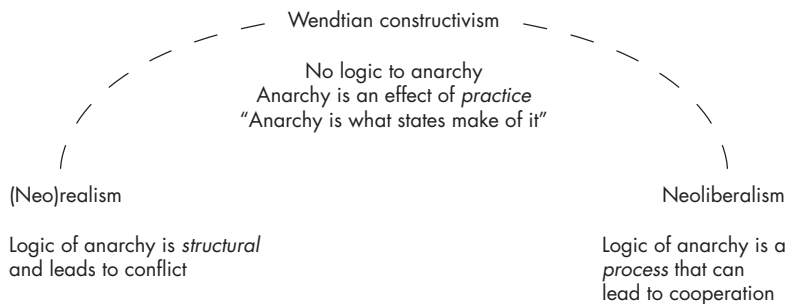 Wendtian constructivism
No logic to anarchy
Anarchy is an effect of practice
“Anarchy is what states make of it”
(Neo)realism
Logic of anarchy is structural
and leads to conflict
Neoliberalism
Logic of anarchy is a
process that can
lead to cooperation